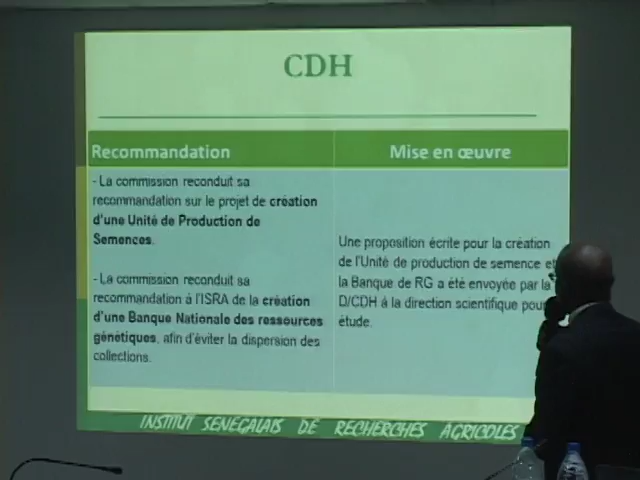 CDH
Recommandation
Mise en œuvre
- La commission reconduit sa
recommandation sur le projet de création
d'une Unité de Production de
Semences.
- La commission reconduit sa
recommandation à l'ISRA de la création
d'une Banque Nationale des ressources
génétiques, afin d'éviter la dispersion des
collections.
Une proposition écrite pour la création
de l'Unité de production de semence et
la Banque de RG a été envoyée par la
D/CDH à la direction scientifique pour
étude.
INSTITUT SENEGALAIS DE RECHERCHES AGRICOLES